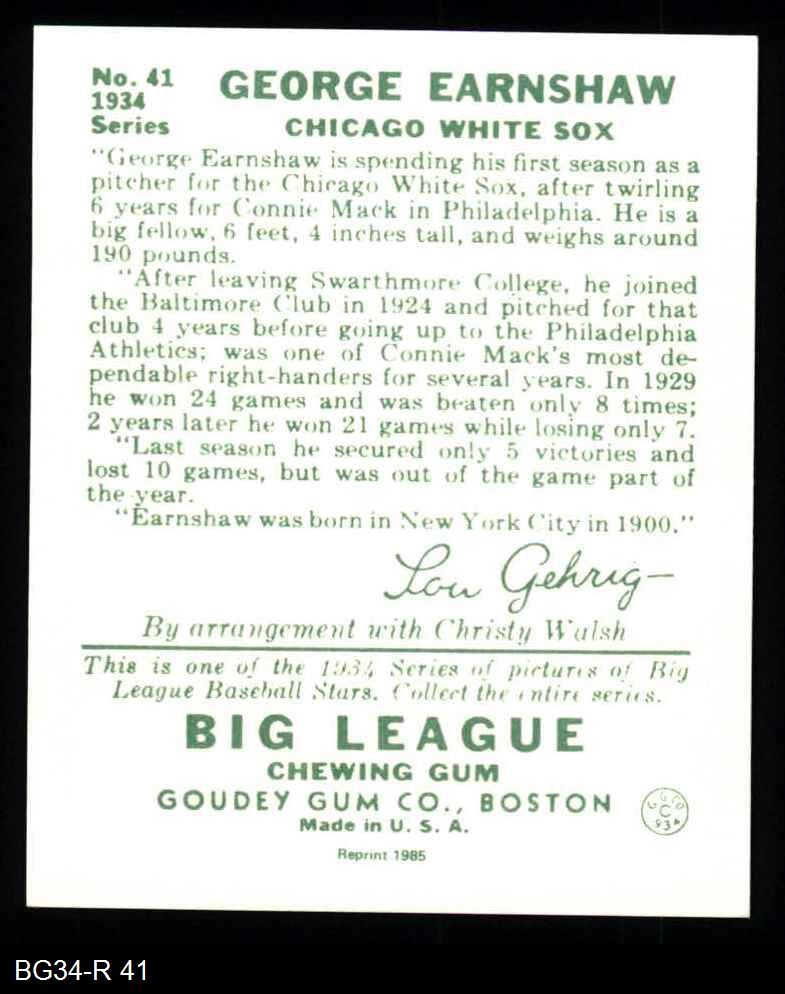 No. 41
1934
Series
GEORGE EARNSHAW
CHICAGO WHITE SOX
"George Earnshaw is spending his first season as a
pitcher for the Chicago White Sox, after twirling
6 years for Connie Mack in Philadelphia. He is a
big fellow, 6 feet, 4 inches tall, and weighs around
190 pounds.
"After leaving Swarthmore College, he joined
the Baltimore Club in 1924 and pitched for that
club 4 years before going up to the Philadelphia
Athletics; was one of Connie Mack's most de-
pendable right-handers for several years. In 1929
he won 24 games and was beaten only 8 times;
2 years later he won 21 games while losing only 7.
"Last season he secured only 5 victories and
lost 10 games, but was out of the game part of
the year.
"Earnshaw was born in New York City in 1900."
Lou Gehrig—
By arrangement with Christy Walsh
This is one of the 1934 Series of pictures of Big
League Baseball Stars. Collect the entire series.
BIG LEAGUE
CHEWING GUM
GOUDEY GUM CO., BOSTON
Made in U. S. A.
G. G. CO
C
934
Reprint 1985
BG34-R 41